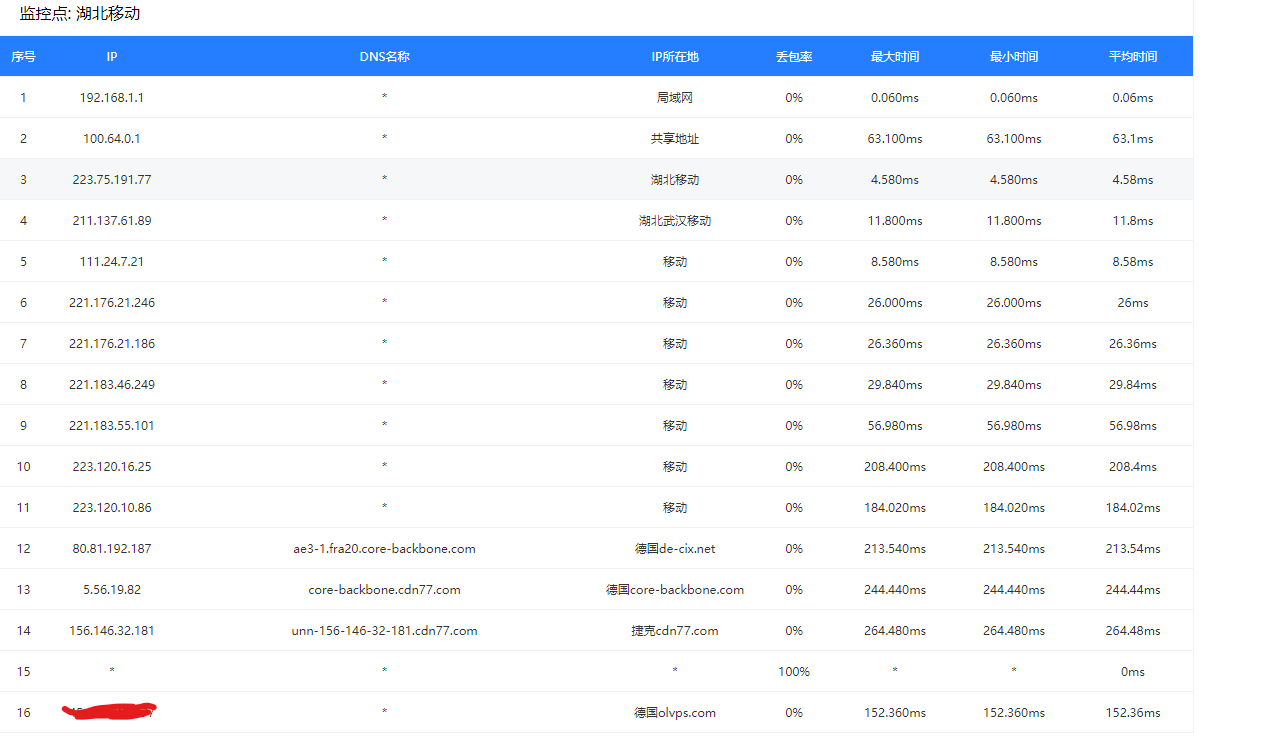 监控点: 湖北移动
序号 IP DNS名称 IP所在地 丢包率 最大时间 最小时间 平均时间
1 192.168.1.1 * 局域网 0% 0.060ms 0.060ms 0.06ms
2 100.64.0.1 * 共享地址 0% 63.100ms 63.100ms 63.1ms
3 223.75.191.77 * 湖北移动 0% 4.580ms 4.580ms 4.58ms
4 211.137.61.89 * 湖北武汉移动 0% 11.800ms 11.800ms 11.8ms
5 111.24.7.21 * 移动 0% 8.580ms 8.580ms 8.58ms
6 221.176.21.246 * 移动 0% 26.000ms 26.000ms 26ms
7 221.176.21.186 * 移动 0% 26.360ms 26.360ms 26.36ms
8 221.183.46.249 * 移动 0% 29.840ms 29.840ms 29.84ms
9 221.183.55.101 * 移动 0% 56.980ms 56.980ms 56.98ms
10 223.120.16.25 * 移动 0% 208.400ms 208.400ms 208.4ms
11 223.120.10.86 * 移动 0% 184.020ms 184.020ms 184.02ms
12 80.81.192.187 ae3-1.fra20.core-backbone.com 德国de-cix.net 0% 213.540ms 213.540ms 213.54ms
13 5.56.19.82 core-backbone.cdn77.com 德国core-backbone.com 0% 244.440ms 244.440ms 244.44ms
14 156.146.32.181 unn-156-146-32-181.cdn77.com 捷克cdn77.com 0% 264.480ms 264.480ms 264.48ms
15 * * * 100% * * 0ms
16 * 德国olvps.com 0% 152.360ms 152.360ms 152.36ms